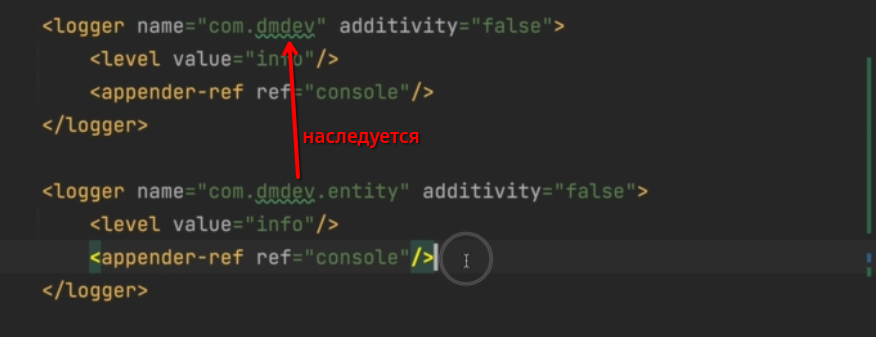 <logger name="com.dmdev" additivity="false">
<level value="info"/>
<appender-ref ref="console"/>
</logger>
наследуется
<logger name="com.dmdev.entity" additivity="false">
<level value="info"/>
<appender-ref ref="console"/>
</logger>